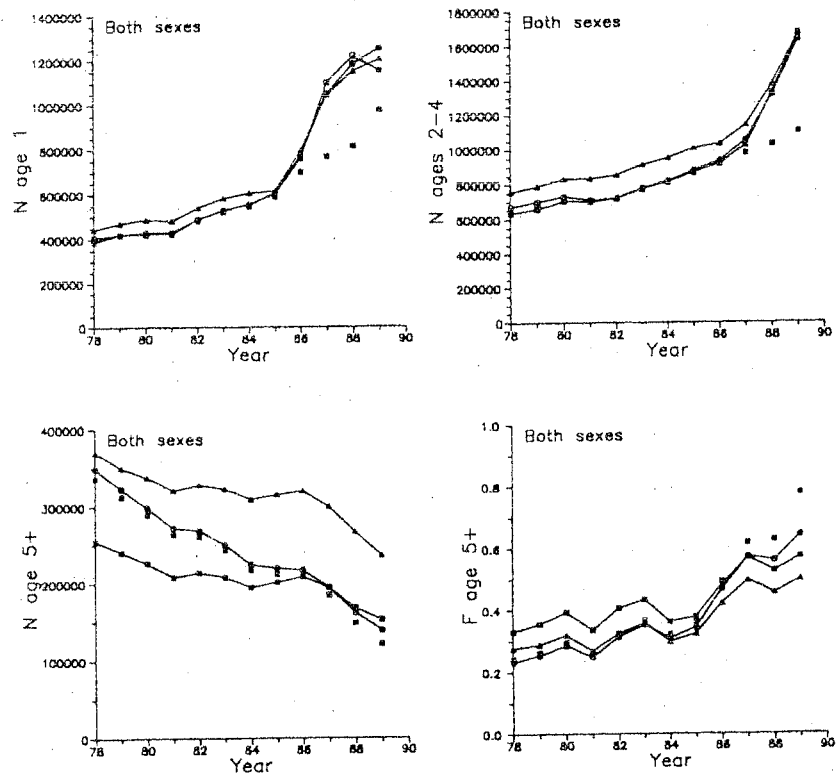 Both sexes
N age 1
1400000
1200000
1000000
800000
600000
400000
200000
0
78 80 82 84 86 88 90
Year
Both sexes
N ages 2-4
1800000
1600000
1400000
1200000
1000000
800000
600000
400000
200000
0
78 80 82 84 86 88 90
Year
Both sexes
N age 5+
400000
300000
200000
100000
0
78 80 82 84 86 88 90
Year
Both sexes
F age 5+
1.0
0.8
0.6
0.4
0.2
0.0
78 80 82 84 86 88 90
Year